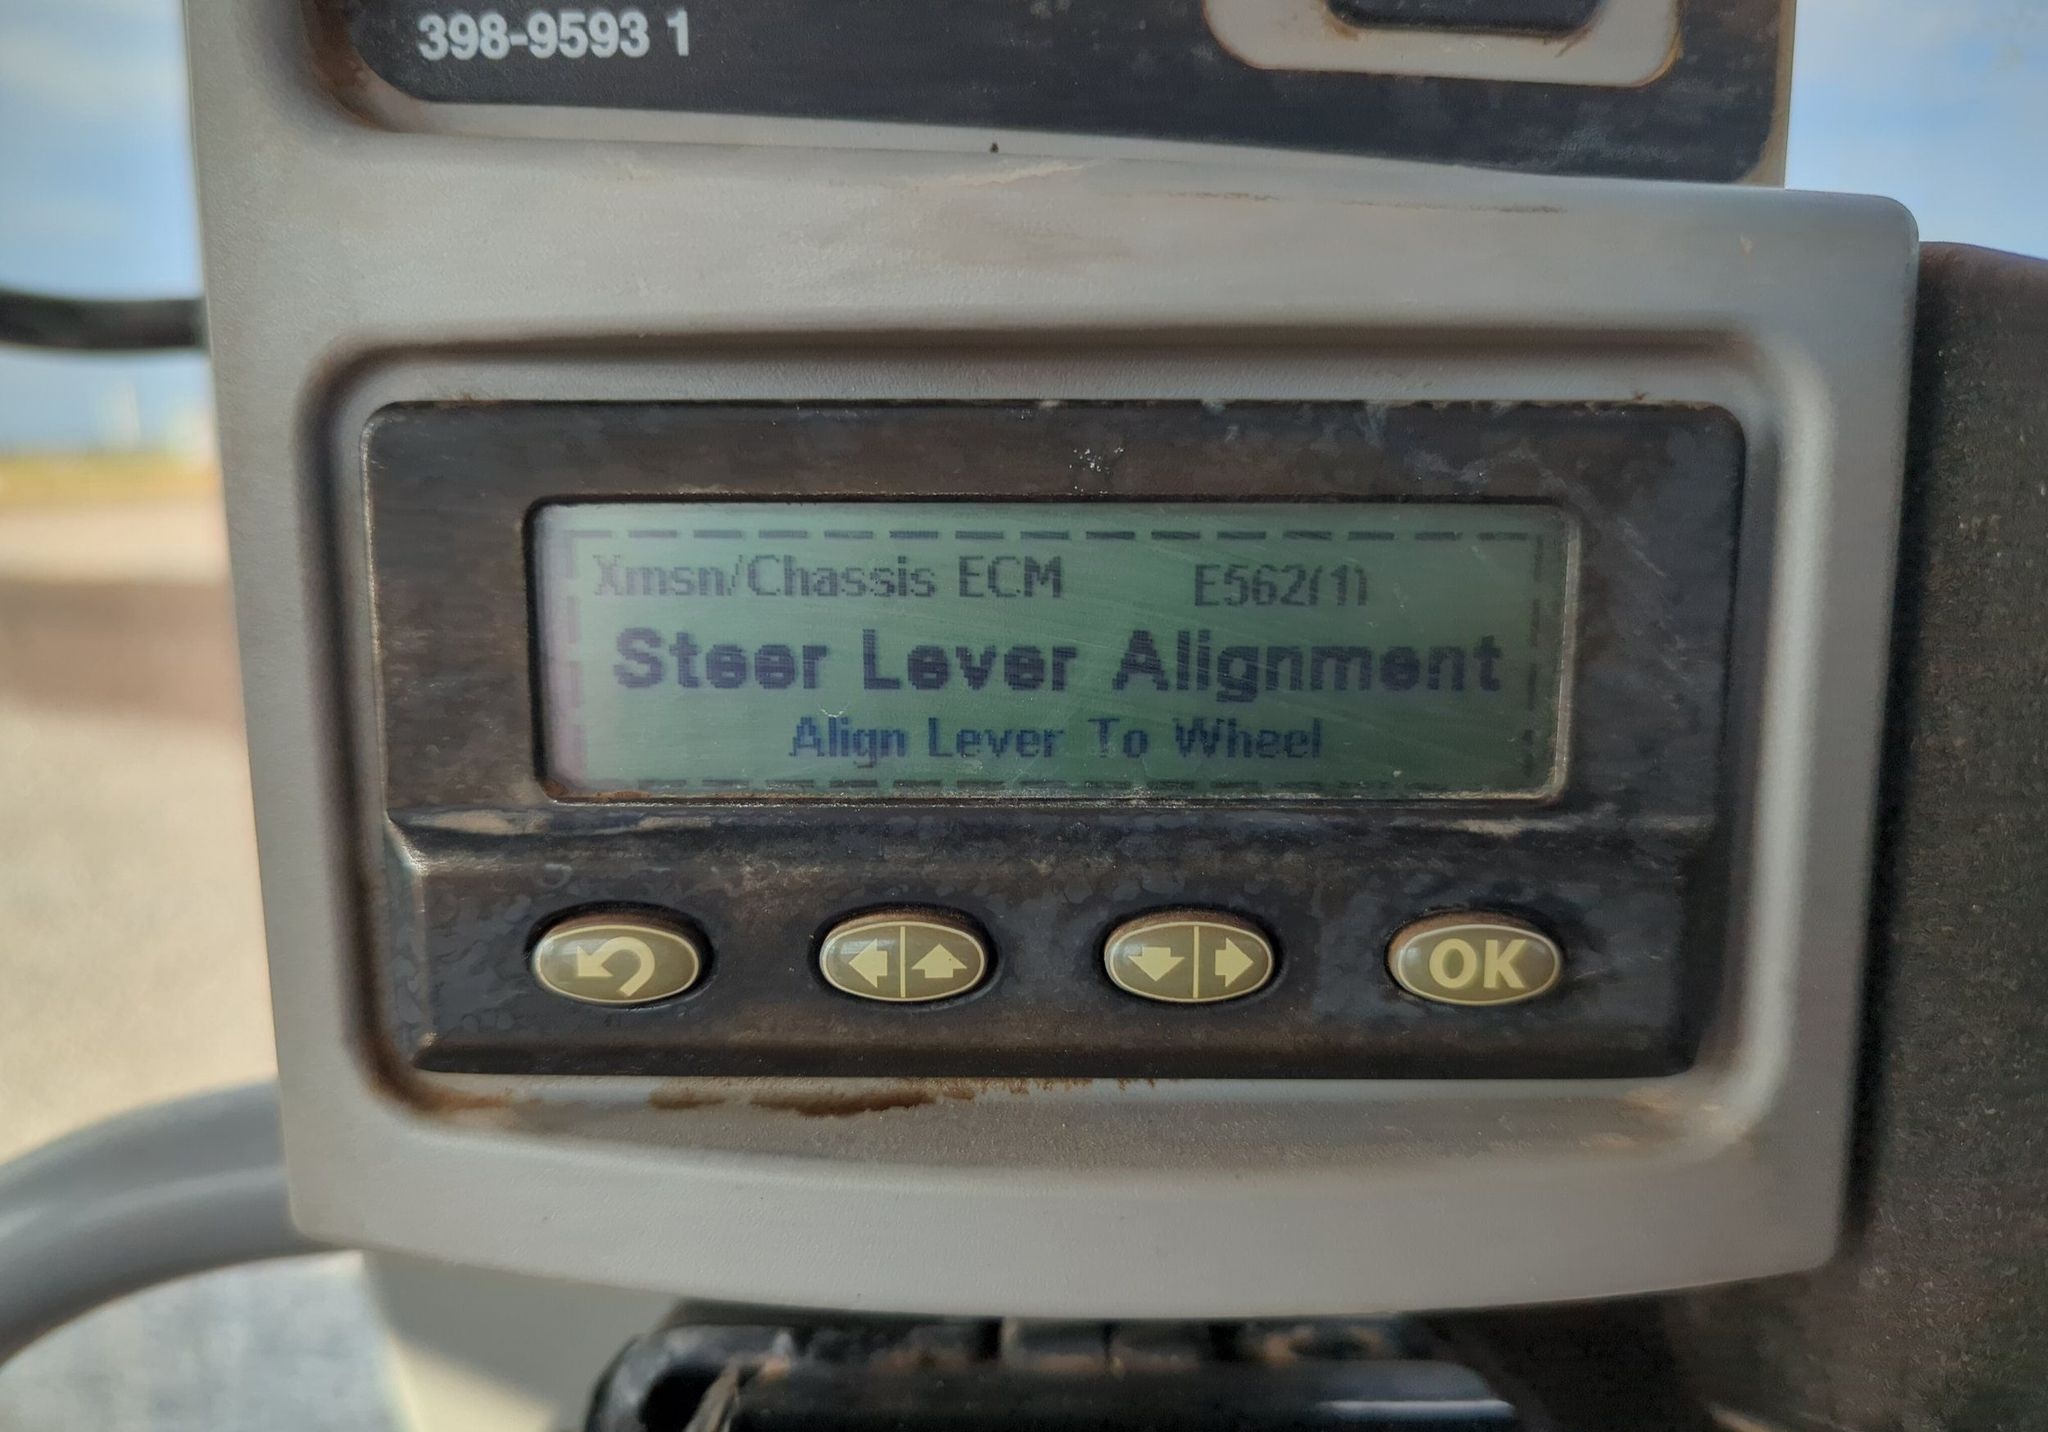 398-9593 1
Xmsn/Chassis ECM E562(1)
Steer Lever Alignment
Align Lever To Wheel
OK